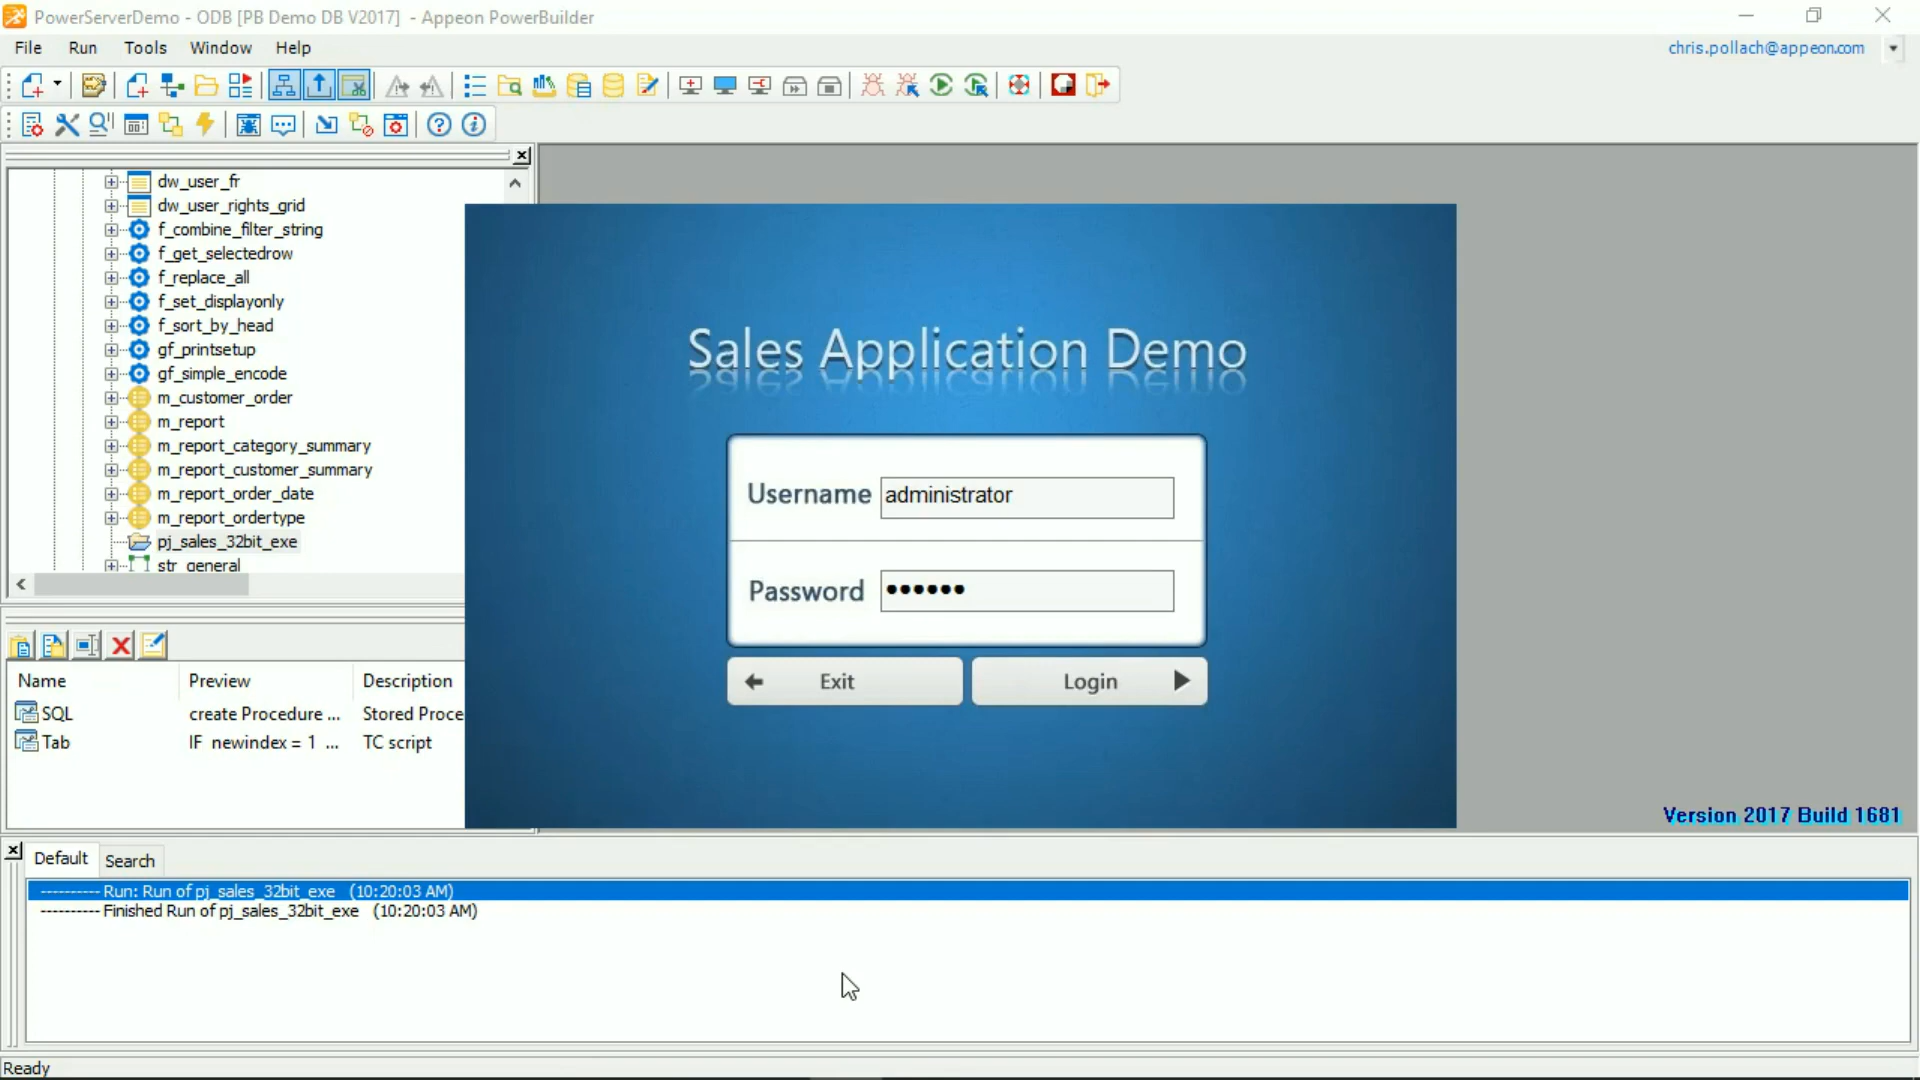 PowerServerDemo - ODB [PB Demo DB V2017] - Appeon PowerBuilder
File Run Tools Window Help
chris.pollach@appeon.com
dw_user_fr
dw_user_rights_grid
f_combine_filter_string
f_get_selectedrow
f_replace_all
f_set_displayonly
f_sort_by_head
gf_printsetup
gf_simple_encode
m_customer_order
m_report
m_report_category_summary
m_report_customer_summary
m_report_order_date
m_report_ordertype
pj_sales_32bit_exe
str_general
Sales Application Demo
Username administrator
Password ••••••
Exit Login
Name Preview Description
SQL create Procedure ... Stored Proce
Tab IF newindex = 1 ... TC script
Version 2017 Build 1681
Default Search
---------- Run: Run of pj_sales_32bit_exe (10:20:03 AM)
---------- Finished Run of pj_sales_32bit_exe (10:20:03 AM)
Ready